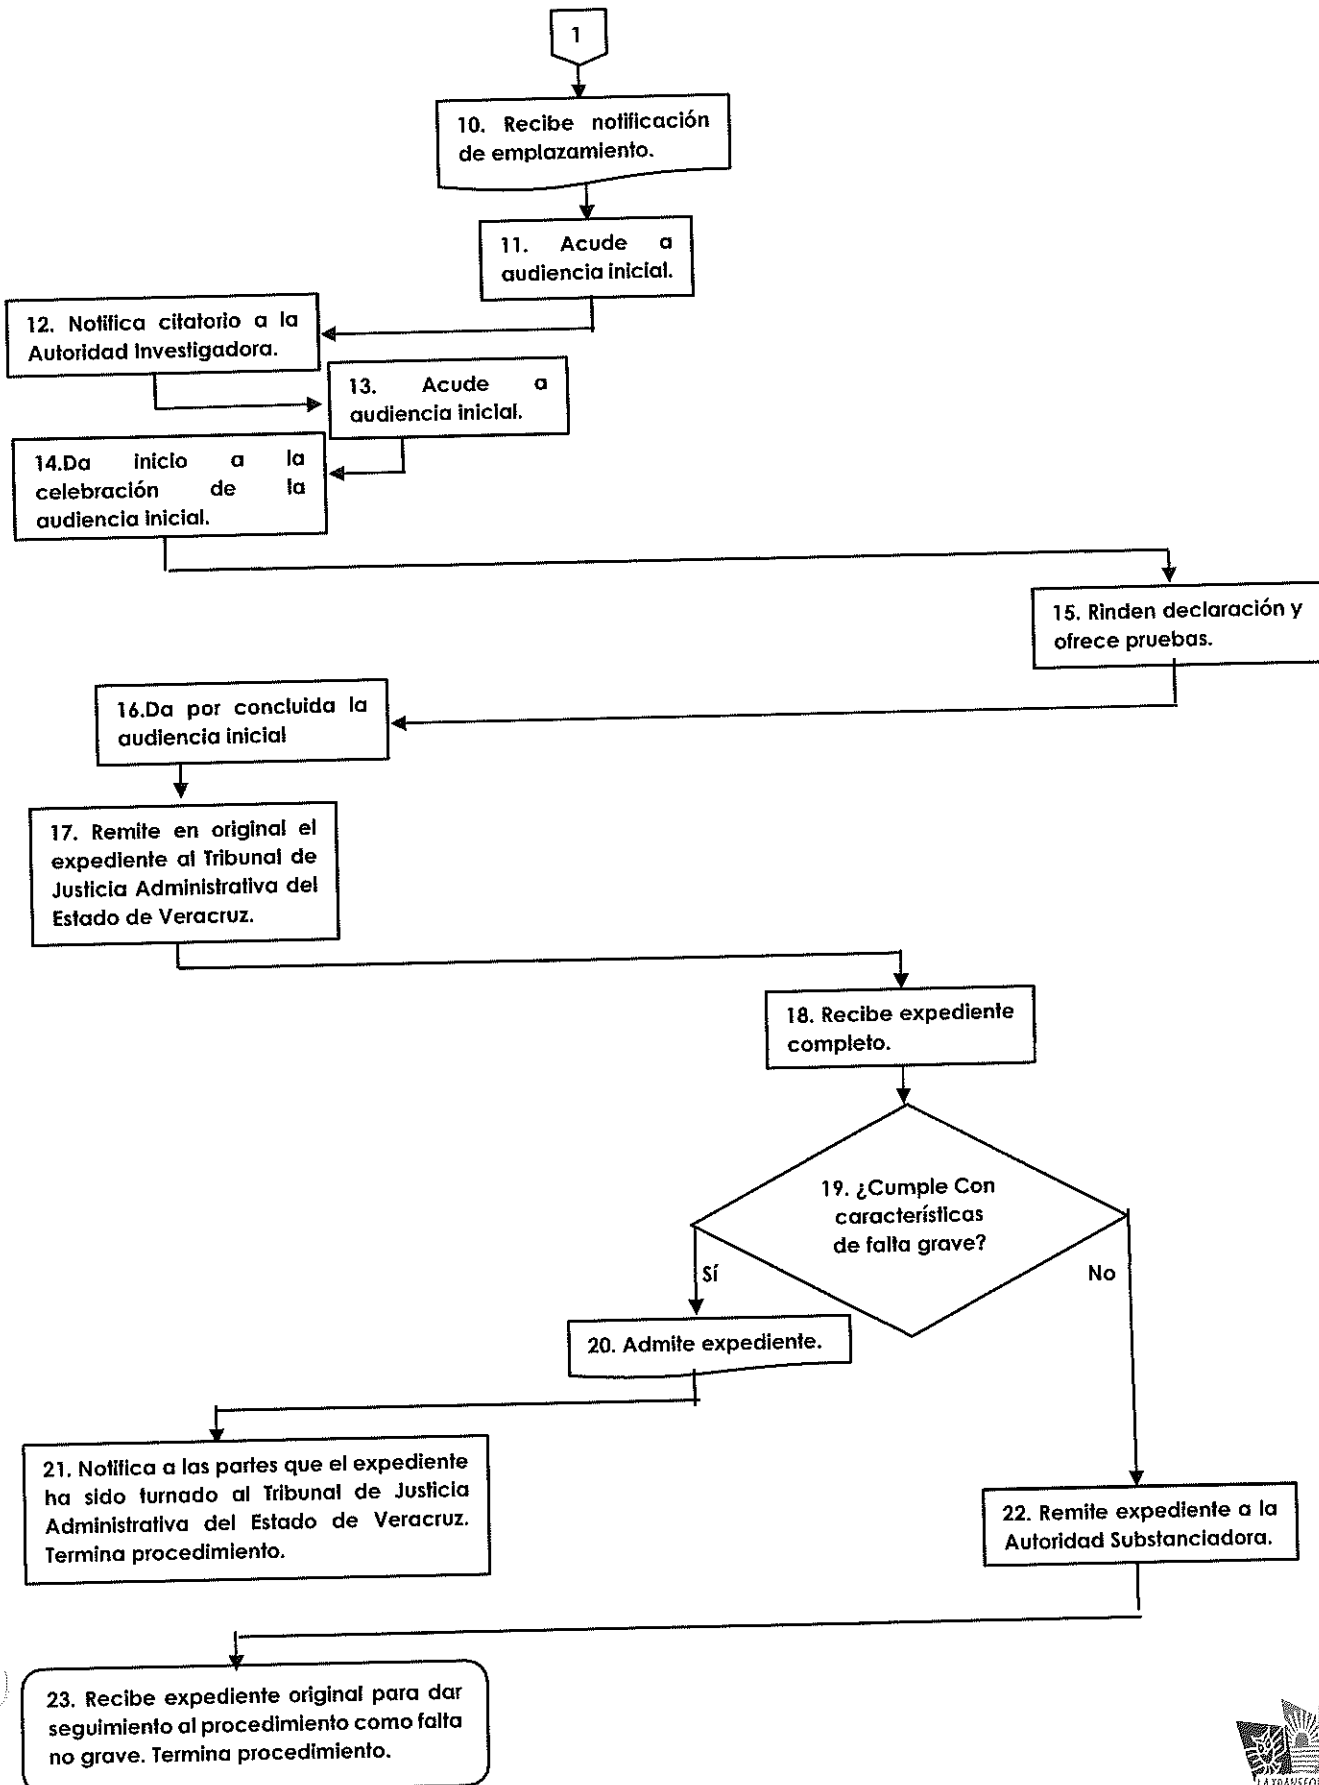 1
10. Recibe notificación
de emplazamiento.
11. Acude a
audiencia inicial.
12. Notifica citatorio a la
Autoridad Investigadora.
13. Acude a
audiencia inicial.
14.Da inicio a la
celebración de la
audiencia inicial.
15. Rinden declaración y
ofrece pruebas.
16.Da por concluida la
audiencia inicial
17. Remite en original el
expediente al Tribunal de
Justicia Administrativa del
Estado de Veracruz.
18. Recibe expediente
completo.
19. ¿Cumple Con
características
de falta grave?
Sí
No
20. Admite expediente.
21. Notifica a las partes que el expediente
ha sido turnado al Tribunal de Justicia
Administrativa del Estado de Veracruz.
Termina procedimiento.
22. Remite expediente a la
Autoridad Substanciadora.
23. Recibe expediente original para dar
seguimiento al procedimiento como falta
no grave. Termina procedimiento.